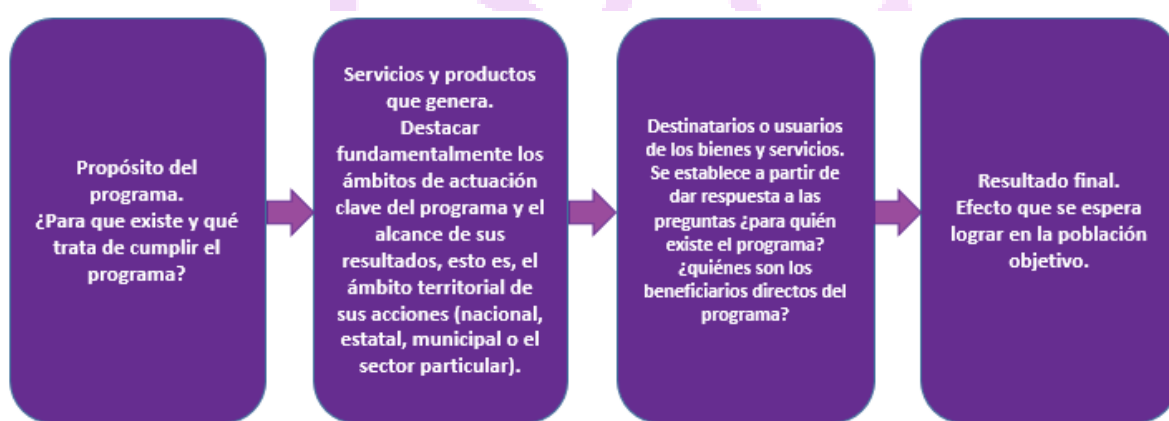 Propósito del
programa.
¿Para que existe y qué
trata de cumplir el
programa?
Servicios y productos
que genera.
Destacar
fundamentalmente los
ámbitos de actuación
clave del programa y el
alcance de sus
resultados, esto es, el
ámbito territorial de
sus acciones (nacional,
estatal, municipal o el
sector particular).
Destinatarios o usuarios
de los bienes y servicios.
Se establece a partir de
dar respuesta a las
preguntas ¿para quién
existe el programa?
¿quiénes son los
beneficiarios directos del
programa?
Resultado final.
Efecto que se espera
lograr en la población
objetivo.